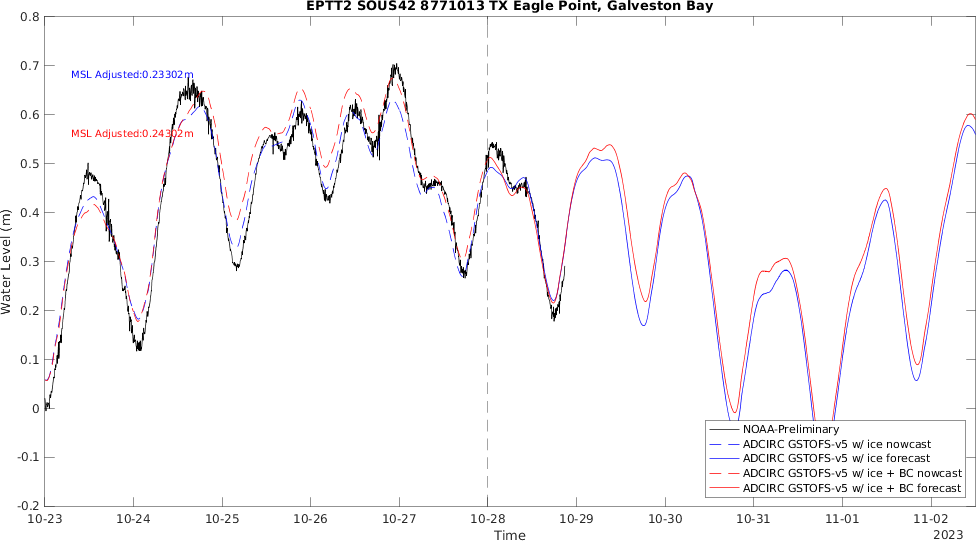 EPTT2 SOUS42 8771013 TX Eagle Point, Galveston Bay
0.8
0.7
0.6
0.5
0.4
0.3
0.2
0.1
0
-0.1
-0.2
Water Level (m)
MSL Adjusted:0.23302m
MSL Adjusted:0.24302m
NOAA-Preliminary
ADCIRC GSTOFS-v5 w/ ice nowcast
ADCIRC GSTOFS-v5 w/ ice forecast
ADCIRC GSTOFS-v5 w/ ice + BC nowcast
ADCIRC GSTOFS-v5 w/ ice + BC forecast
10-23 10-24 10-25 10-26 10-27 10-28 10-29 10-30 10-31 11-01 11-02
Time
2023